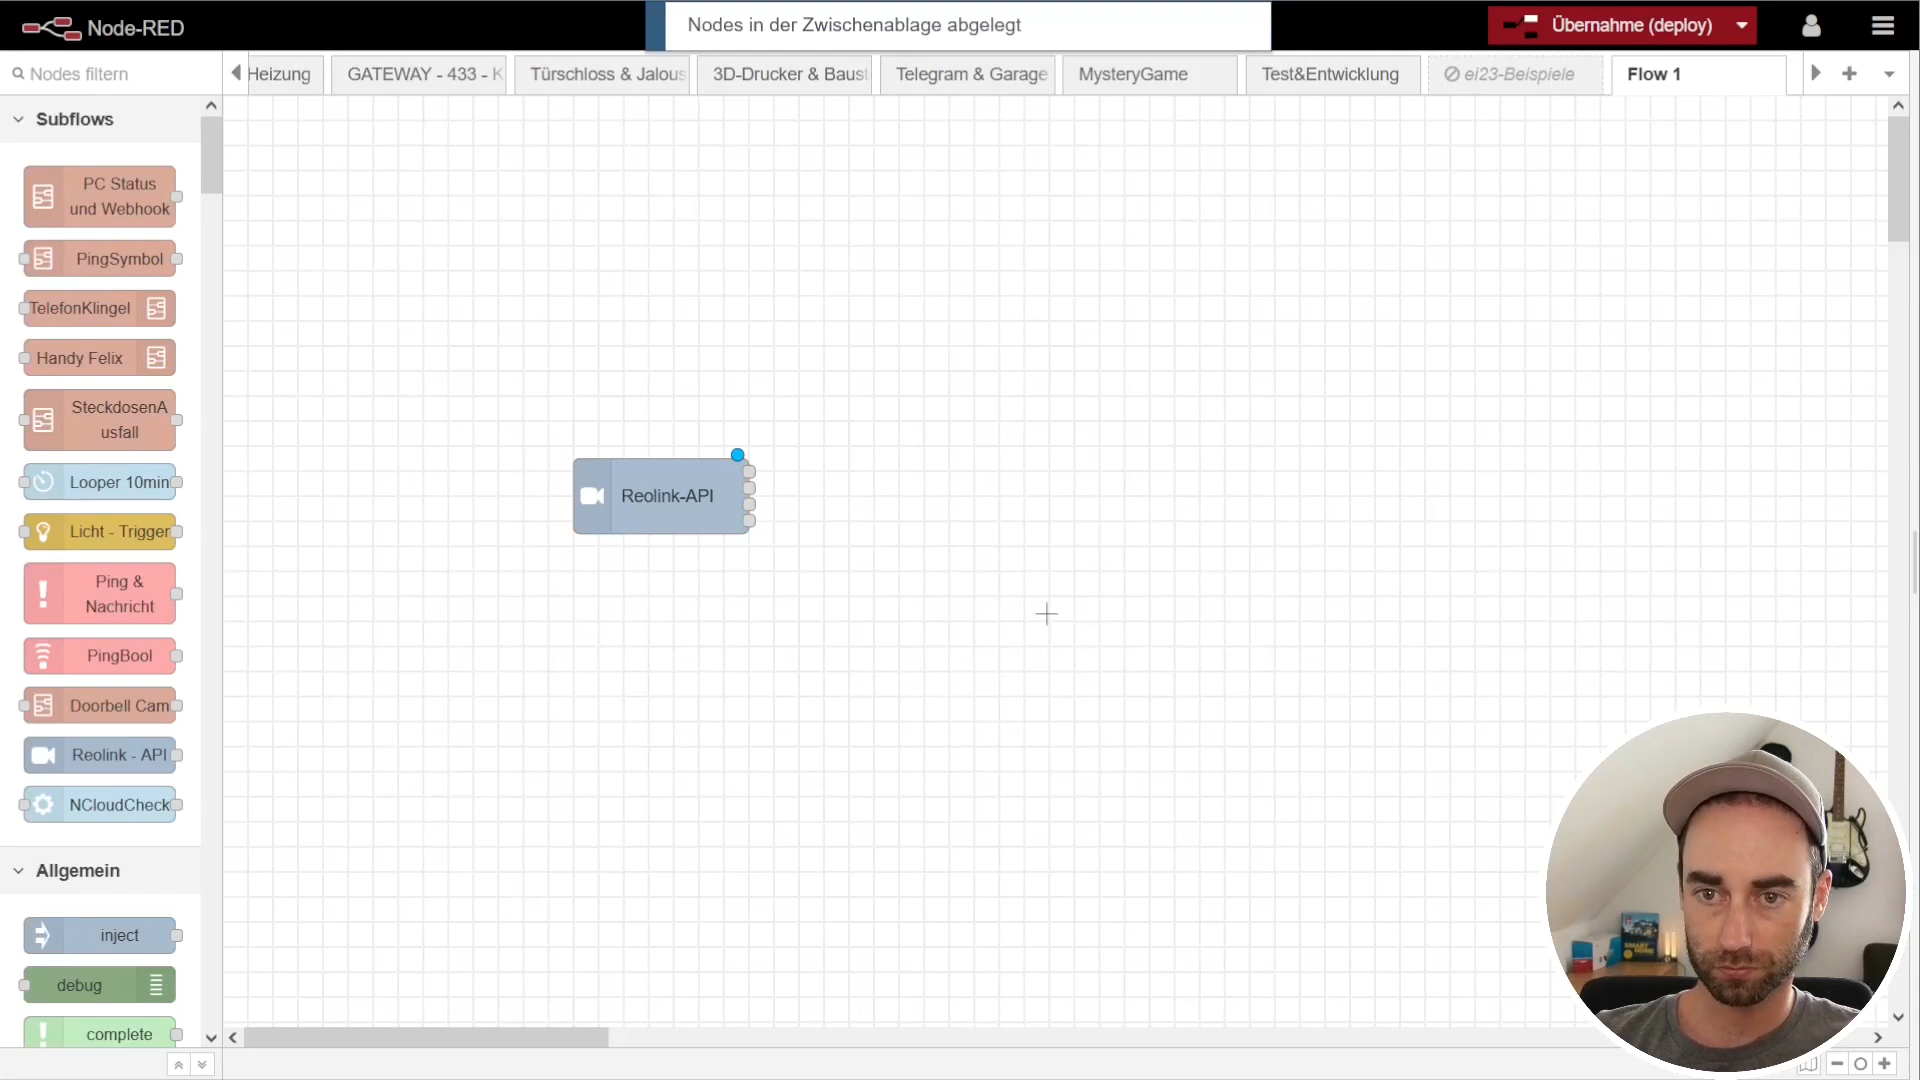 Node-RED
Nodes in der Zwischenablage abgelegt
Übernahme (deploy)
Nodes filtern
Heizung
GATEWAY - 433 - K
Türschloss & Jalous
3D-Drucker & Baust
Telegram & Garage
MysteryGame
Test&Entwicklung
ei23-Beispiele
Flow 1
Subflows
PC Status
und Webhook
PingSymbol
TelefonKlingel
Handy Felix
SteckdosenA
usfall
Looper 10min
Licht - Trigger
Ping &
Nachricht
PingBool
Doorbell Cam
Reolink - API
NCloudCheck
Allgemein
inject
debug
complete
Reolink-API
SMART
HOME